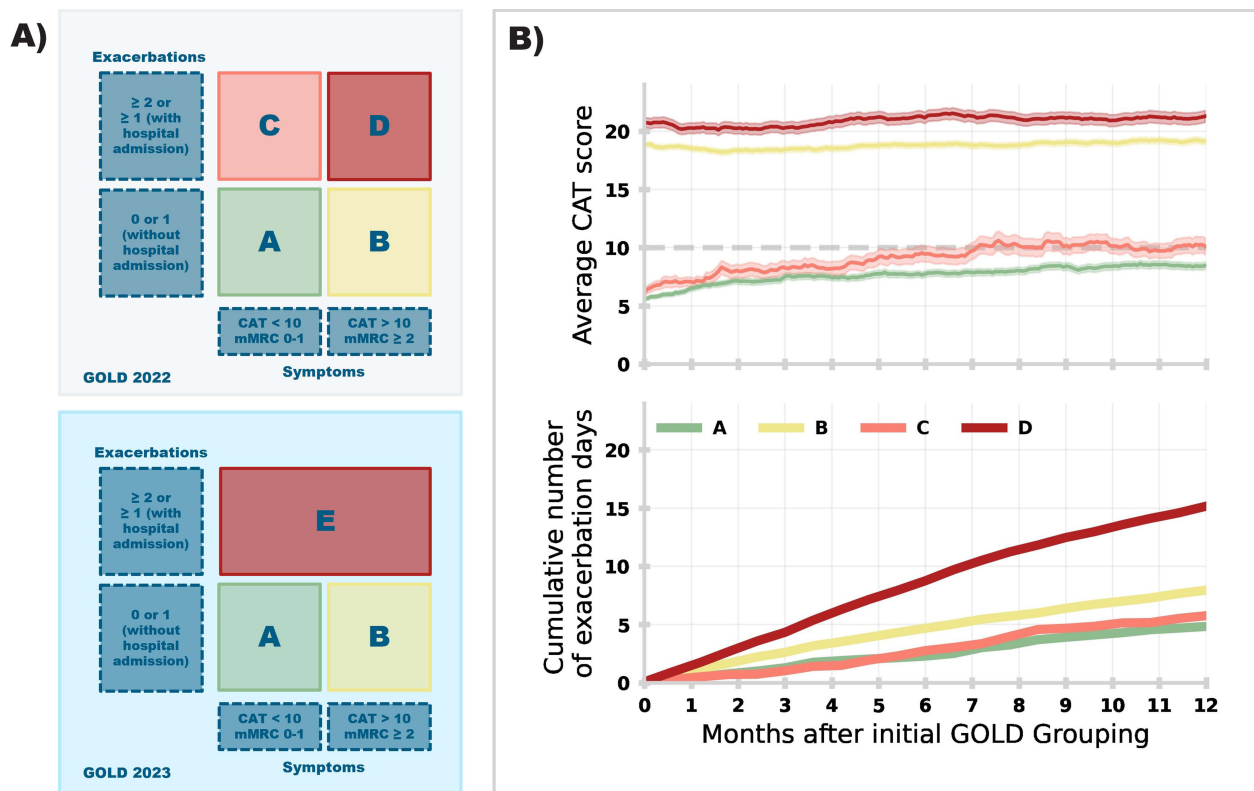 A)
Exacerbations
≥ 2 or
≥ 1 (with
hospital
admission)
C
D
0 or 1
(without
hospital
admission)
A
B
CAT < 10
mMRC 0-1
CAT > 10
mMRC ≥ 2
Symptoms
GOLD 2022
Exacerbations
≥ 2 or
≥ 1 (with
hospital
admission)
E
0 or 1
(without
hospital
admission)
A
B
CAT < 10
mMRC 0-1
CAT > 10
mMRC ≥ 2
Symptoms
GOLD 2023
B)
Average CAT score
20
15
10
5
0
Cumulative number
of exacerbation days
A B C D
20
15
10
5
0
0 1 2 3 4 5 6 7 8 9 10 11 12
Months after initial GOLD Grouping